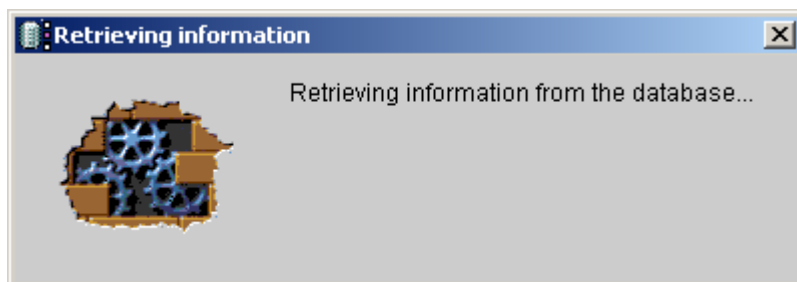 Retrieving information
Retrieving information from the database...